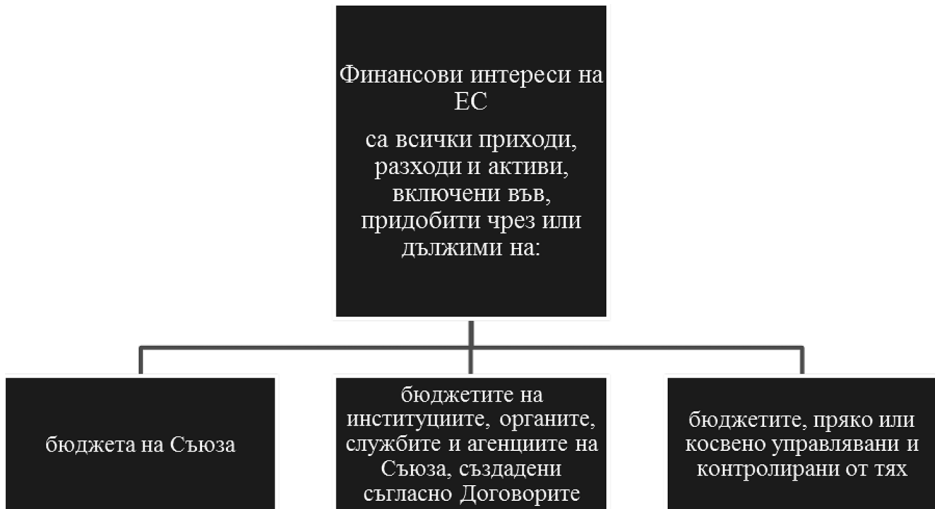 Финансови интереси на
ЕС
са всички приходи,
разходи и активи,
включени във,
придобити чрез или
дължими на:
бюджета на Съюза
бюджетите на
институциите, органите,
службите и агенциите на
Съюза, създадени
съгласно Договорите
бюджетите, пряко или
косвено управлявани и
контролирани от тях